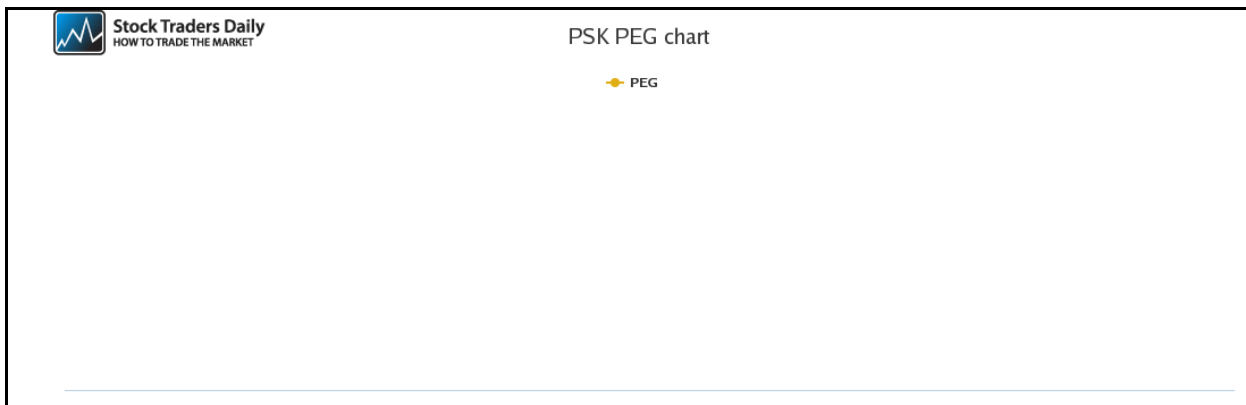 Stock Traders Daily
HOW TO TRADE THE MARKET
PSK PEG chart
PEG